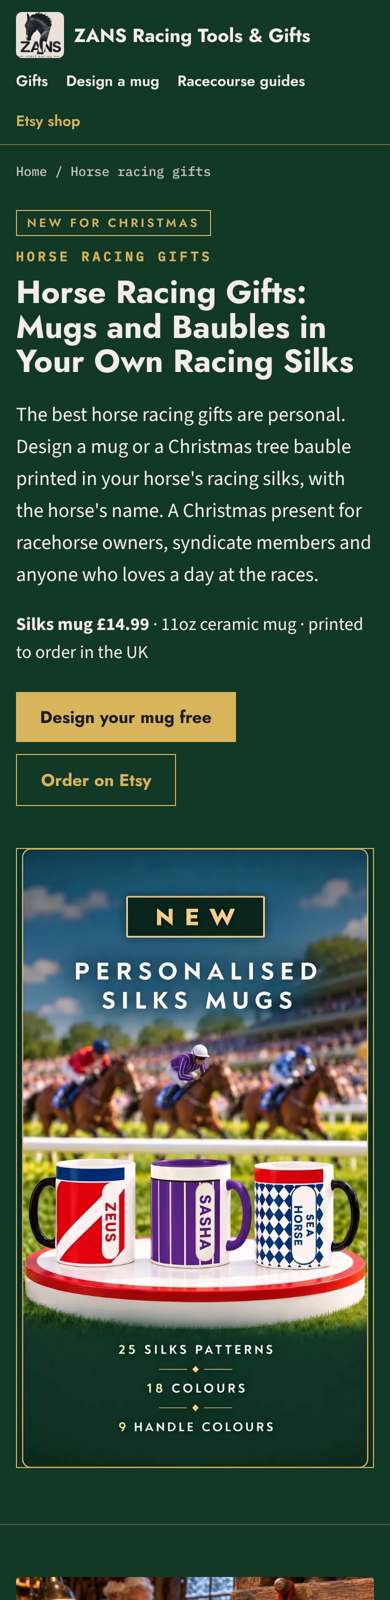 ZANS
ZANS Racing Tools & Gifts
Gifts Design a mug Racecourse guides
Etsy shop
Home / Horse racing gifts
NEW FOR CHRISTMAS
HORSE RACING GIFTS
Horse Racing Gifts:
Mugs and Baubles in
Your Own Racing Silks
The best horse racing gifts are personal.
Design a mug or a Christmas tree bauble
printed in your horse's racing silks, with
the horse's name. A Christmas present for
racehorse owners, syndicate members and
anyone who loves a day at the races.
Silks mug £14.99 · 11oz ceramic mug · printed
to order in the UK
Design your mug free
Order on Etsy
NEW
PERSONALISED
SILKS MUGS
ZEUS
SASHA
SEA
HORSE
25 SILKS PATTERNS
18 COLOURS
9 HANDLE COLOURS